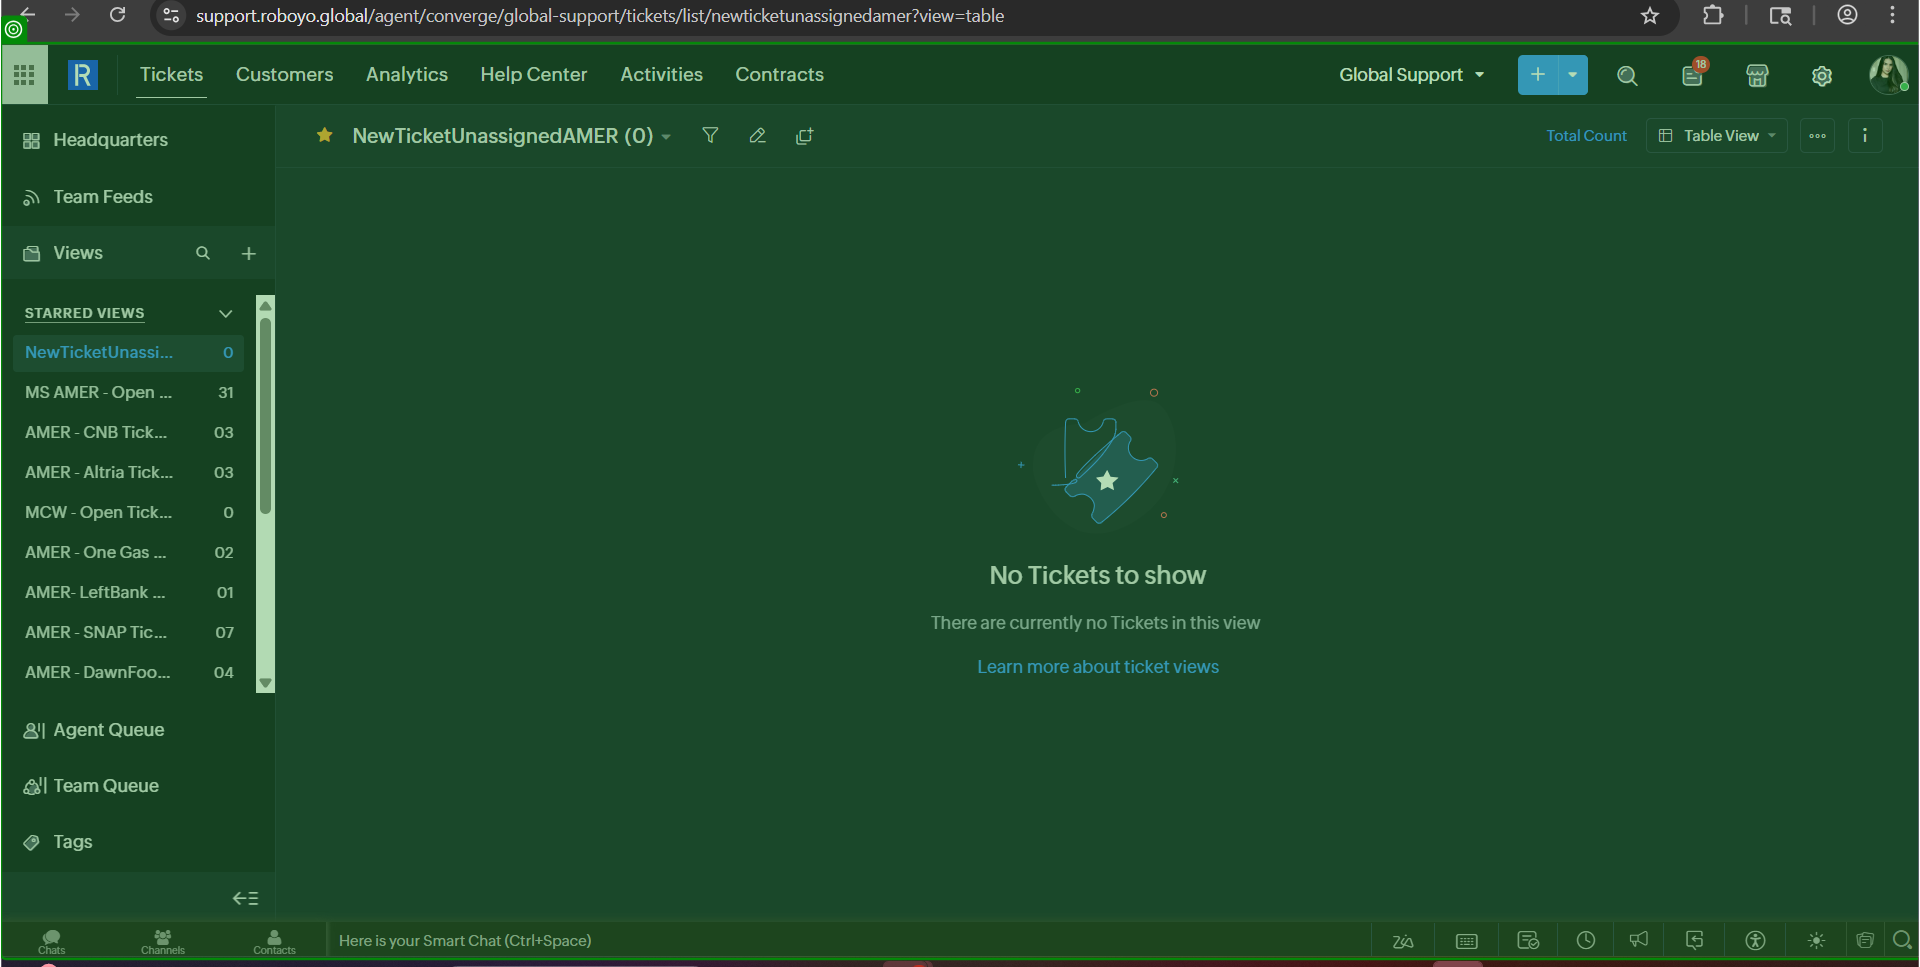 support.roboyo.global/agent/converge/global-support/tickets/list/newticketunassignedamer?view=table
R Tickets Customers Analytics Help Center Activities Contracts Global Support 18
Headquarters
NewTicketUnassignedAMER (0) Total Count Table View
Team Feeds
Views
STARRED VIEWS
NewTicketUnassi... 0
MS AMER - Open ... 31
AMER - CNB Tick... 03
AMER - Altria Tick... 03
MCW - Open Tick... 0
AMER - One Gas ... 02
AMER- LeftBank ... 01
AMER - SNAP Tic... 07
AMER - DawnFoo... 04
Agent Queue
Team Queue
Tags
No Tickets to show
There are currently no Tickets in this view
Learn more about ticket views
Chats Channels Contacts Here is your Smart Chat (Ctrl+Space)